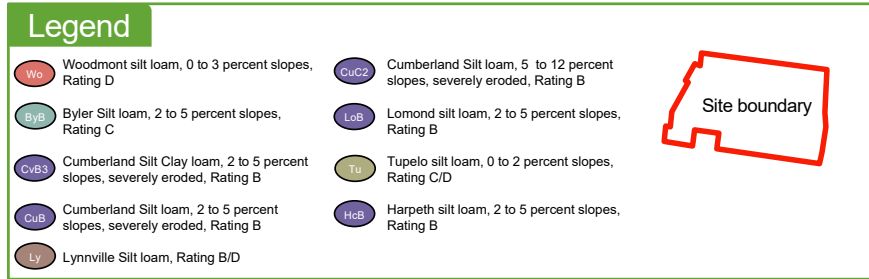 Legend
Wo
Woodmont silt loam, 0 to 3 percent slopes,
Rating D
ByB
Byler Silt loam, 2 to 5 percent slopes,
Rating C
CvB3
Cumberland Silt Clay loam, 2 to 5 percent
slopes, severely eroded, Rating B
CuB
Cumberland Silt loam, 2 to 5 percent
slopes, severely eroded, Rating B
Ly
Lynnville Silt loam, Rating B/D
CuC2
Cumberland Silt loam, 5 to 12 percent
slopes, severely eroded, Rating B
LoB
Lomond silt loam, 2 to 5 percent slopes,
Rating B
Tu
Tupelo silt loam, 0 to 2 percent slopes,
Rating C/D
HcB
Harpeth silt loam, 2 to 5 percent slopes,
Rating B
Site boundary